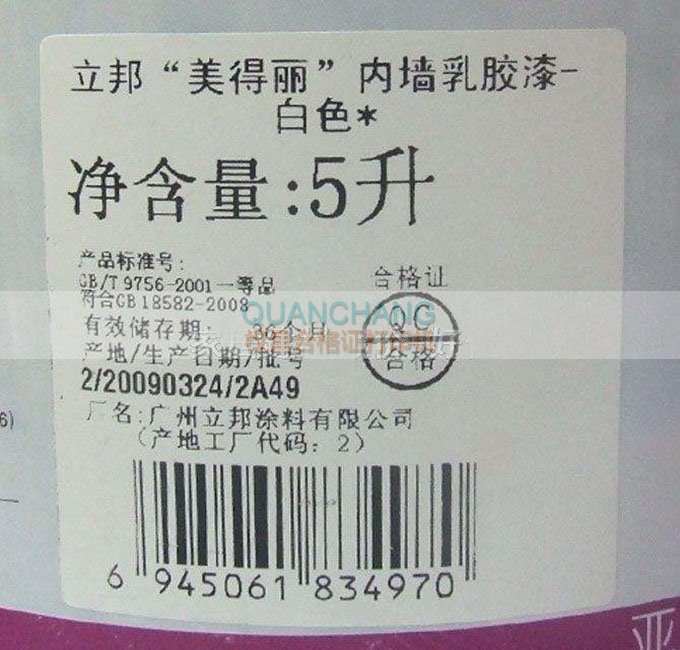 立邦“美得丽”内墙乳胶漆-
白色*
净含量:5升
产品标准号:
GB/T 9756-2001 一等品
符合GB 18582-2008
合格证
QUANCHANG
QC
合格
有效储存期: 36个月
产地/生产日期/批号
2/20090324/2A49
厂名:广州立邦涂料有限公司
(产地工厂代码: 2)
6 945061 834970
6)
亚